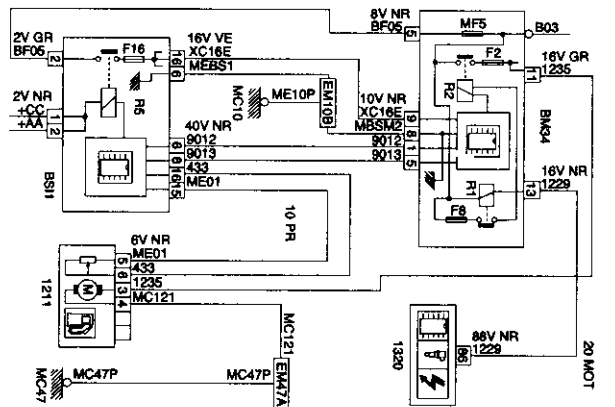 2V GR
BF05
2
F16
16V VE
XC16E
MEBS1
16
6
R5
2V NR
+CC
+AA
1
2
BSI1
40V NR
9012
9013
433
ME01
6
8
16
15
MC10
ME10P
EM10B
8V NR
BF05
5
MF5
B03
F2
16V GR
1235
11
R2
10V NR
XC16E
MBSM2
9012
9013
9
8
1
5
BM34
R1
F8
16V NR
1229
13
10 PR
6V NR
ME01
433
1235
MC121
5
6
3
4
M
1211
MC121
EM47A
MC47P
MC47P
MC47
88V NR
1229
86
1320
20 MOT